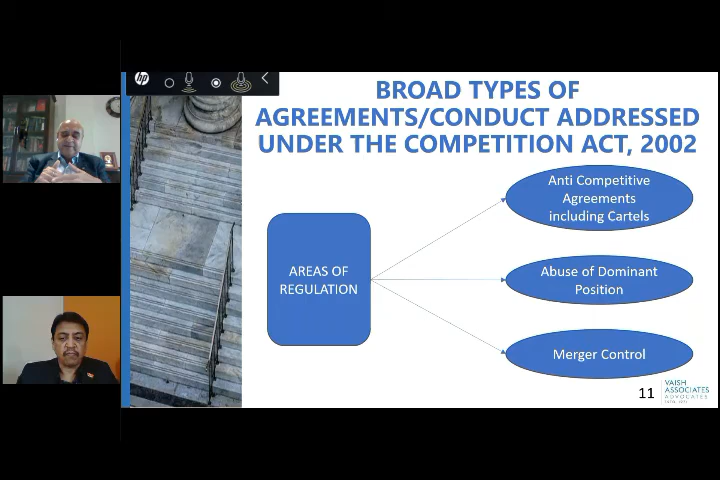 hp
BROAD TYPES OF
AGREEMENTS/CONDUCT ADDRESSED
UNDER THE COMPETITION ACT, 2002
Anti Competitive
Agreements
including Cartels
AREAS OF
REGULATION
Abuse of Dominant
Position
Merger Control
11
VAISH
ASSOCIATES
ADVOCATES